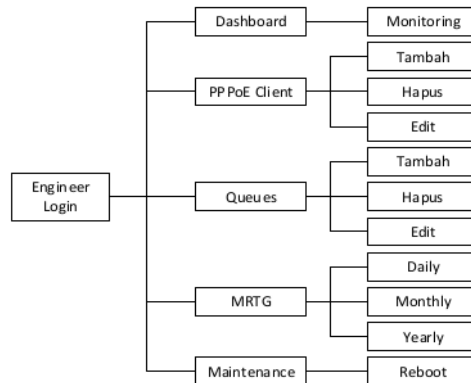 Dashboard
Monitoring
PPPoE Client
Tambah
Hapus
Edit
Engineer
Login
Queues
Tambah
Hapus
Edit
MRTG
Daily
Monthly
Yearly
Maintenance
Reboot